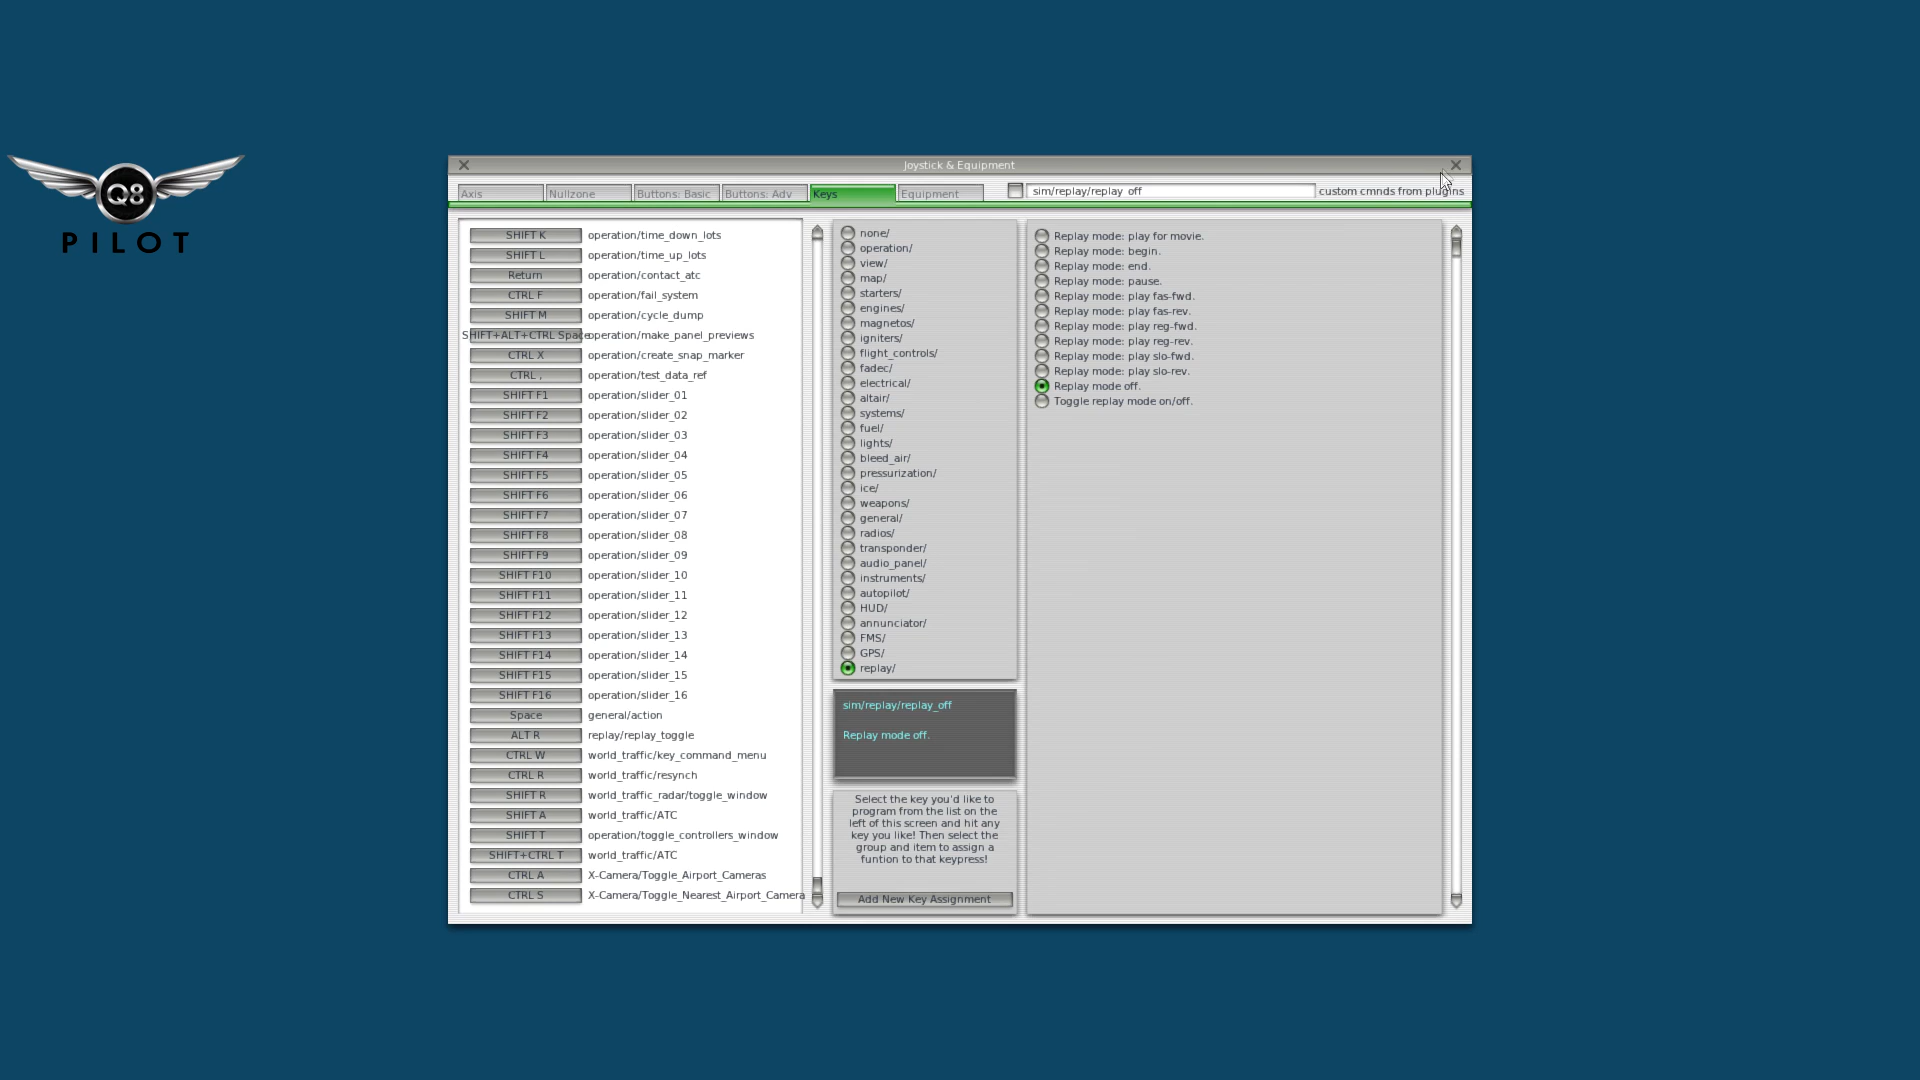 Q8
PILOT
Joystick & Equipment
Axis
Nullzone
Buttons: Basic
Buttons: Adv
Keys
Equipment
sim/replay/replay_off
custom cmnds from plugins
SHIFT K operation/time_down_lots
SHIFT L operation/time_up_lots
Return operation/contact_atc
CTRL F operation/fail_system
SHIFT M operation/cycle_dump
SHIFT+ALT+CTRL Space operation/make_panel_previews
CTRL X operation/create_snap_marker
CTRL , operation/test_data_ref
SHIFT F1 operation/slider_01
SHIFT F2 operation/slider_02
SHIFT F3 operation/slider_03
SHIFT F4 operation/slider_04
SHIFT F5 operation/slider_05
SHIFT F6 operation/slider_06
SHIFT F7 operation/slider_07
SHIFT F8 operation/slider_08
SHIFT F9 operation/slider_09
SHIFT F10 operation/slider_10
SHIFT F11 operation/slider_11
SHIFT F12 operation/slider_12
SHIFT F13 operation/slider_13
SHIFT F14 operation/slider_14
SHIFT F15 operation/slider_15
SHIFT F16 operation/slider_16
Space general/action
ALT R replay/replay_toggle
CTRL W world_traffic/key_command_menu
CTRL R world_traffic/resynch
SHIFT R world_traffic_radar/toggle_window
SHIFT A world_traffic/ATC
SHIFT T operation/toggle_controllers_window
SHIFT+CTRL T world_traffic/ATC
CTRL A X-Camera/Toggle_Airport_Cameras
CTRL S X-Camera/Toggle_Nearest_Airport_Camera
none/
operation/
view/
map/
starters/
engines/
magnetos/
igniters/
flight_controls/
fadec/
electrical/
altair/
systems/
fuel/
lights/
bleed_air/
pressurization/
ice/
weapons/
general/
radios/
transponder/
audio_panel/
instruments/
autopilot/
HUD/
annunciator/
FMS/
GPS/
replay/
sim/replay/replay_off
Replay mode off.
Select the key you'd like to
program from the list on the
left of this screen and hit any
key you like! Then select the
group and item to assign a
funtion to that keypress!
Add New Key Assignment
Replay mode: play for movie.
Replay mode: begin.
Replay mode: end.
Replay mode: pause.
Replay mode: play fas-fwd.
Replay mode: play fas-rev.
Replay mode: play reg-fwd.
Replay mode: play reg-rev.
Replay mode: play slo-fwd.
Replay mode: play slo-rev.
Replay mode off.
Toggle replay mode on/off.